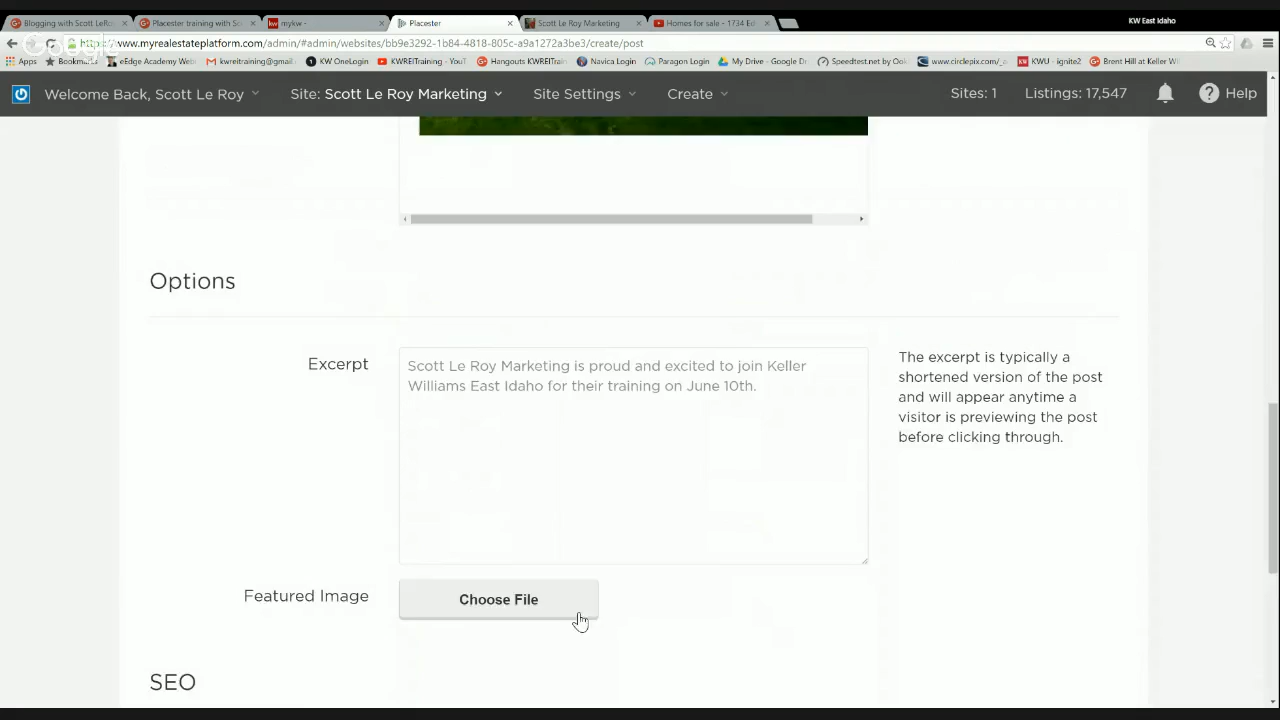 KW East Idaho
Blogging with Scott LeRo
Placester training with Sc
mykw -
Placester
Scott Le Roy Marketing
Homes for sale - 1734 Ed
https://www.myrealestateplatform.com/admin/#admin/websites/bb9e3292-1b84-4818-805c-a9a1272a3be3/create/post
Google
Apps Bookmarks eEdge Academy Web kwreitraining@gmail KW OneLogin KWREITraining - YouT Hangouts KWREITrain Navica Login Paragon Login My Drive - Google Dr Speedtest.net by Ook www.circlepix.com/_ KWU - ignite2 Brent Hill at Keller Wil
Welcome Back, Scott Le Roy Site: Scott Le Roy Marketing Site Settings Create Sites: 1 Listings: 17,547 Help
Options
Excerpt
Scott Le Roy Marketing is proud and excited to join Keller
Williams East Idaho for their training on June 10th.
The excerpt is typically a
shortened version of the post
and will appear anytime a
visitor is previewing the post
before clicking through.
Featured Image
Choose File
SEO